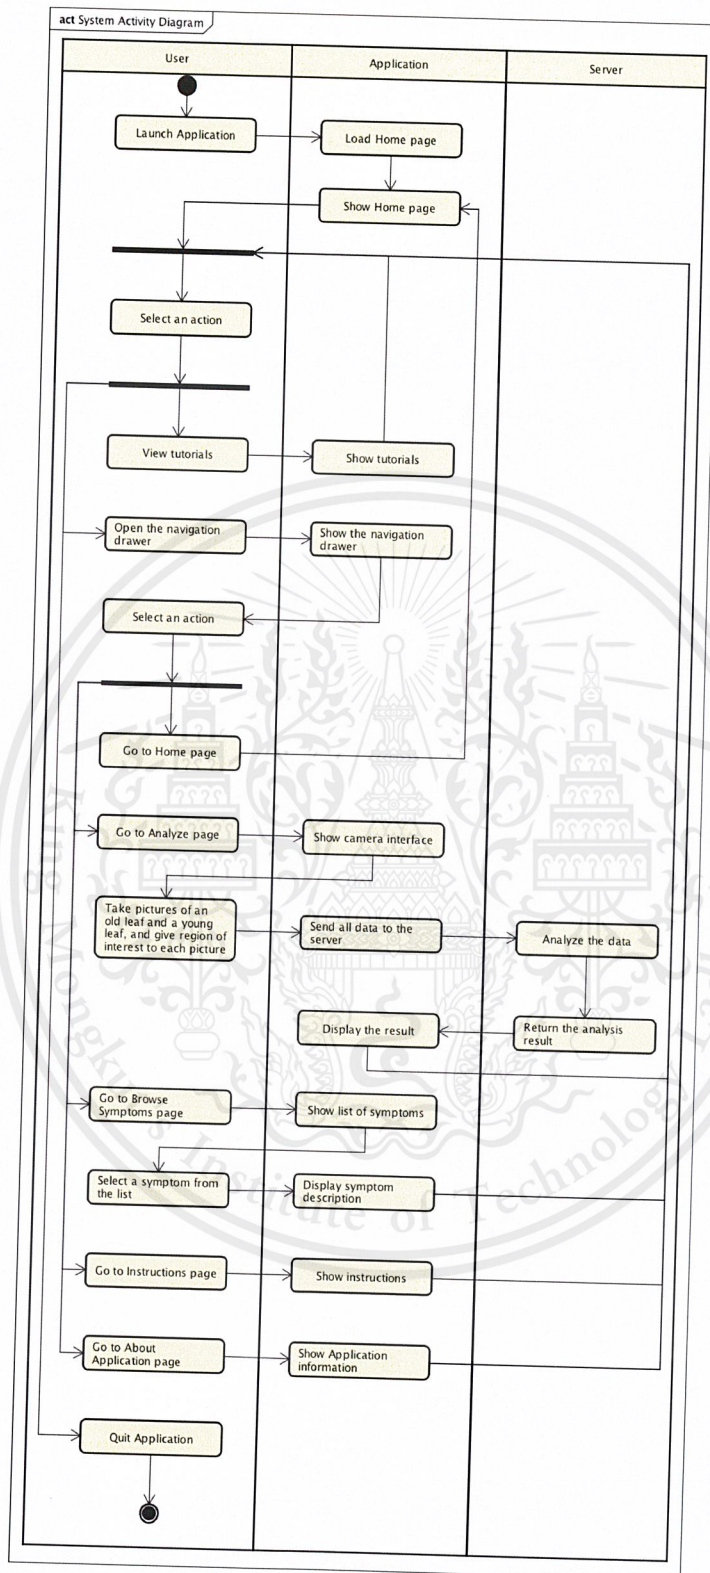 act System Activity Diagram
User
Application
Server
Launch Application
Load Home page
Show Home page
Select an action
View tutorials
Show tutorials
Open the navigation
drawer
Show the navigation
drawer
Select an action
Go to Home page
Go to Analyze page
Show camera interface
Take pictures of an
old leaf and a young
leaf, and give region of
interest to each picture
Send all data to the
server
Analyze the data
Display the result
Return the analysis
result
Go to Browse
Symptoms page
Show list of symptoms
Select a symptom from
the list
Display symptom
description
Go to Instructions page
Show instructions
Go to About
Application page
Show Application
information
Quit Application
King Mongkut's Institute of Technology